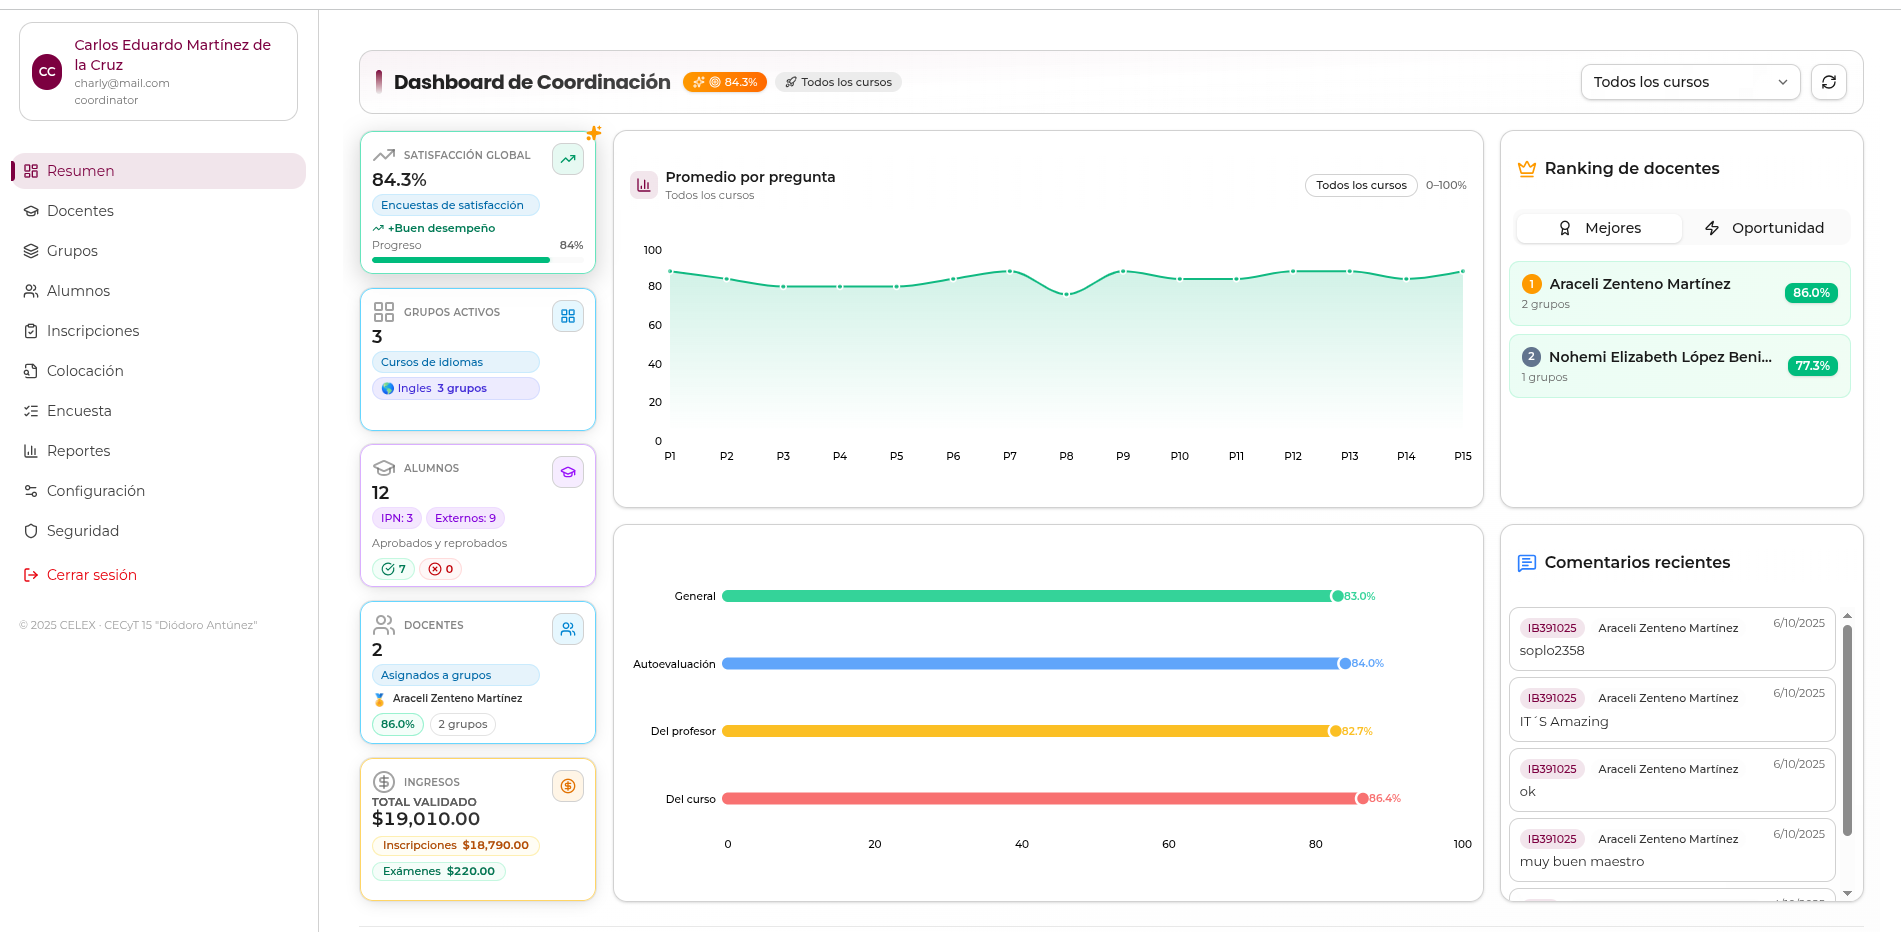 CC
Carlos Eduardo Martínez de
la Cruz
charly@mail.com
coordinator
Resumen
Docentes
Grupos
Alumnos
Inscripciones
Colocación
Encuesta
Reportes
Configuración
Seguridad
Cerrar sesión
© 2025 CELEX · CECyT 15 "Diódoro Antúnez"
Dashboard de Coordinación
84.3%
Todos los cursos
Todos los cursos
SATISFACCIÓN GLOBAL
84.3%
Encuestas de satisfacción
+Buen desempeño
Progreso 84%
GRUPOS ACTIVOS
3
Cursos de idiomas
Ingles 3 grupos
ALUMNOS
12
IPN: 3 Externos: 9
Aprobados y reprobados
7 0
DOCENTES
2
Asignados a grupos
Araceli Zenteno Martínez
86.0% 2 grupos
INGRESOS
TOTAL VALIDADO
$19,010.00
Inscripciones $18,790.00
Exámenes $220.00
Promedio por pregunta
Todos los cursos
Todos los cursos 0–100%
100
80
60
40
20
0
P1 P2 P3 P4 P5 P6 P7 P8 P9 P10 P11 P12 P13 P14 P15
General 83.0%
Autoevaluación 84.0%
Del profesor 82.7%
Del curso 86.4%
0 20 40 60 80 100
Ranking de docentes
Mejores Oportunidad
1 Araceli Zenteno Martínez 86.0%
2 grupos
2 Nohemi Elizabeth López Beni... 77.3%
1 grupos
Comentarios recientes
IB391025 Araceli Zenteno Martínez 6/10/2025
soplo2358
IB391025 Araceli Zenteno Martínez 6/10/2025
IT´S Amazing
IB391025 Araceli Zenteno Martínez 6/10/2025
ok
IB391025 Araceli Zenteno Martínez 6/10/2025
muy buen maestro